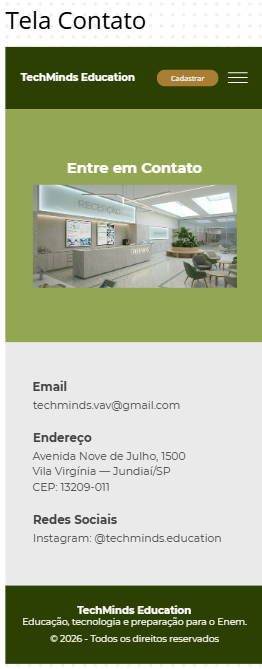 Tela Contato
TechMinds Education
Cadastrar
Entre em Contato
RECEPÇÃO
Email
techminds.vav@gmail.com
Endereço
Avenida Nove de Julho, 1500
Vila Virgínia — Jundiaí/SP
CEP: 13209-011
Redes Sociais
Instagram: @techminds.education
TechMinds Education
Educação, tecnologia e preparação para o Enem.
© 2026 - Todos os direitos reservados